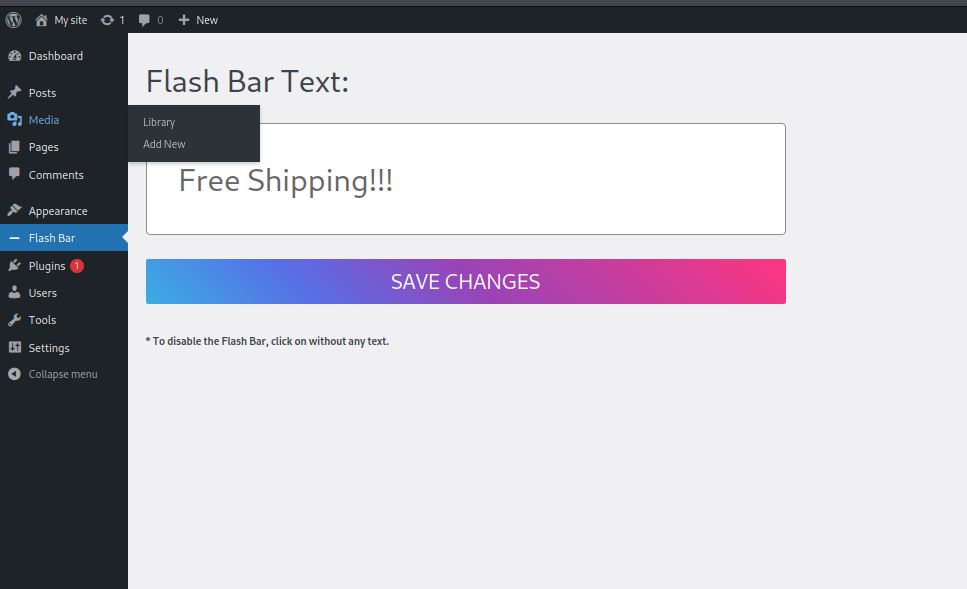 My site 1 0 New
Dashboard
Posts
Media
Pages
Comments
Appearance
Flash Bar
Plugins 1
Users
Tools
Settings
Collapse menu
Library
Add New
Flash Bar Text:
Free Shipping!!!
SAVE CHANGES
* To disable the Flash Bar, click on without any text.